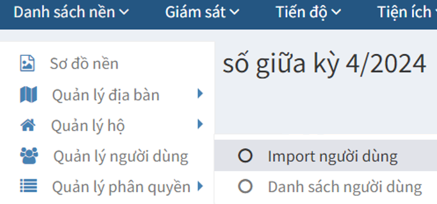 Danh sách nền Giám sát Tiến độ Tiện ích
Sơ đồ nền
số giữa kỳ 4/2024
Quản lý địa bàn
Quản lý hộ
Quản lý người dùng
Import người dùng
Quản lý phân quyền
Danh sách người dùng